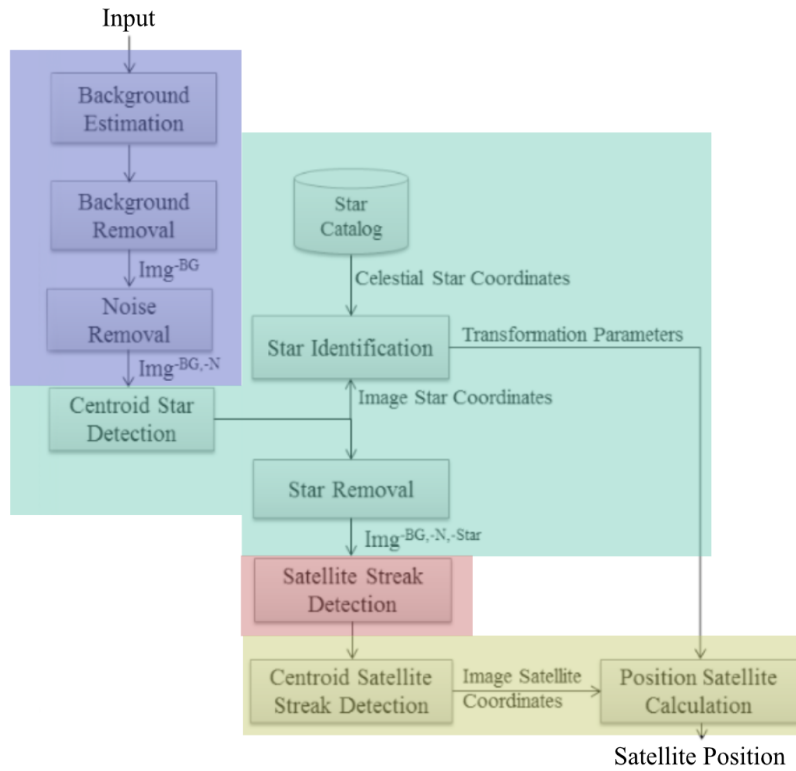 Input
Background
Estimation
Background
Removal
Img-BG
Noise
Removal
Img-BG,-N
Centroid Star
Detection
Star
Catalog
Celestial Star Coordinates
Star Identification
Transformation Parameters
Image Star Coordinates
Star Removal
Img-BG,-N,-Star
Satellite Streak
Detection
Centroid Satellite
Streak Detection
Image Satellite
Coordinates
Position Satellite
Calculation
Satellite Position